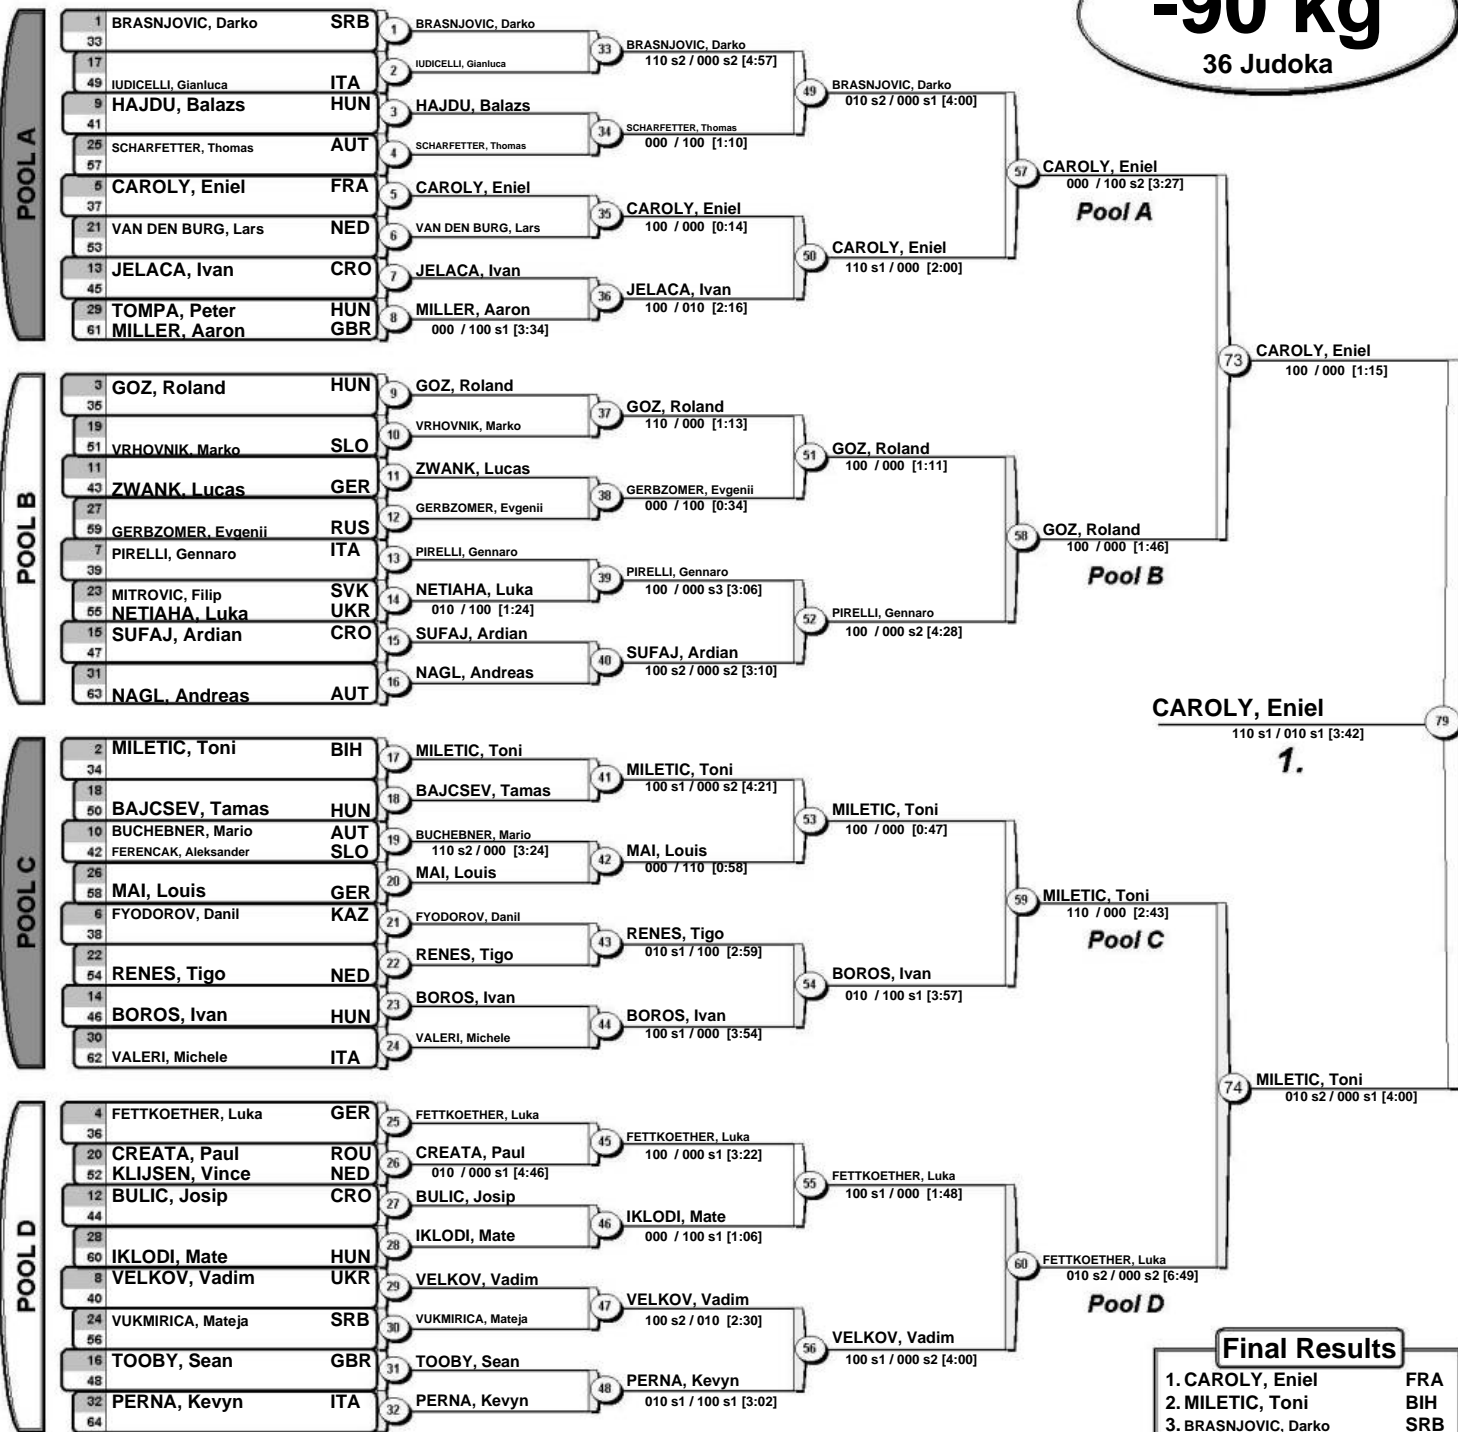 -90 kg
36 Judoka
POOL A
1 BRASNJOVIC, Darko SRB
33
17
49 IUDICELLI, Gianluca ITA
9 HAJDU, Balazs HUN
41
25 SCHARFETTER, Thomas AUT
57
5 CAROLY, Eniel FRA
37
21 VAN DEN BURG, Lars NED
53
13 JELACA, Ivan CRO
45
29 TOMPA, Peter HUN
61 MILLER, Aaron GBR
1 BRASNJOVIC, Darko
2 IUDICELLI, Gianluca
3 HAJDU, Balazs
4 SCHARFETTER, Thomas
5 CAROLY, Eniel
6 VAN DEN BURG, Lars
7 JELACA, Ivan
8 MILLER, Aaron
000 / 100 s1 [3:34]
33 BRASNJOVIC, Darko
110 s2 / 000 s2 [4:57]
34 SCHARFETTER, Thomas
000 / 100 [1:10]
35 CAROLY, Eniel
100 / 000 [0:14]
36 JELACA, Ivan
100 / 010 [2:16]
49 BRASNJOVIC, Darko
010 s2 / 000 s1 [4:00]
50 CAROLY, Eniel
110 s1 / 000 [2:00]
57 CAROLY, Eniel
000 / 100 s2 [3:27]
Pool A
POOL B
3 GOZ, Roland HUN
35
19
51 VRHOVNIK, Marko SLO
11
43 ZWANK, Lucas GER
27
59 GERBZOMER, Evgenii RUS
7 PIRELLI, Gennaro ITA
39
23 MITROVIC, Filip SVK
55 NETIAHA, Luka UKR
15 SUFAJ, Ardian CRO
47
31
63 NAGL, Andreas AUT
9 GOZ, Roland
10 VRHOVNIK, Marko
11 ZWANK, Lucas
12 GERBZOMER, Evgenii
13 PIRELLI, Gennaro
14 NETIAHA, Luka
010 / 100 [1:24]
15 SUFAJ, Ardian
16 NAGL, Andreas
37 GOZ, Roland
110 / 000 [1:13]
38 GERBZOMER, Evgenii
000 / 100 [0:34]
39 PIRELLI, Gennaro
100 / 000 s3 [3:06]
40 SUFAJ, Ardian
100 s2 / 000 s2 [3:10]
51 GOZ, Roland
100 / 000 [1:11]
52 PIRELLI, Gennaro
100 / 000 s2 [4:28]
58 GOZ, Roland
100 / 000 [1:46]
Pool B
73 CAROLY, Eniel
100 / 000 [1:15]
CAROLY, Eniel 79
110 s1 / 010 s1 [3:42]
1.
POOL C
2 MILETIC, Toni BIH
34
18
50 BAJCSEV, Tamas HUN
10 BUCHEBNER, Mario AUT
42 FERENCAK, Aleksander SLO
26
58 MAI, Louis GER
6 FYODOROV, Danil KAZ
38
22
54 RENES, Tigo NED
14
46 BOROS, Ivan HUN
30
62 VALERI, Michele ITA
17 MILETIC, Toni
18 BAJCSEV, Tamas
19 BUCHEBNER, Mario
110 s2 / 000 [3:24]
20 MAI, Louis
21 FYODOROV, Danil
22 RENES, Tigo
23 BOROS, Ivan
24 VALERI, Michele
41 MILETIC, Toni
100 s1 / 000 s2 [4:21]
42 MAI, Louis
000 / 110 [0:58]
43 RENES, Tigo
010 s1 / 100 [2:59]
44 BOROS, Ivan
100 s1 / 000 [3:54]
53 MILETIC, Toni
100 / 000 [0:47]
54 BOROS, Ivan
010 / 100 s1 [3:57]
59 MILETIC, Toni
110 / 000 [2:43]
Pool C
POOL D
4 FETTKOETHER, Luka GER
36
20 CREATA, Paul ROU
52 KLIJSEN, Vince NED
12 BULIC, Josip CRO
44
28
60 IKLODI, Mate HUN
8 VELKOV, Vadim UKR
40
24 VUKMIRICA, Mateja SRB
56
16 TOOBY, Sean GBR
48
32 PERNA, Kevyn ITA
64
25 FETTKOETHER, Luka
26 CREATA, Paul
010 / 000 s1 [4:46]
27 BULIC, Josip
28 IKLODI, Mate
29 VELKOV, Vadim
30 VUKMIRICA, Mateja
31 TOOBY, Sean
32 PERNA, Kevyn
45 FETTKOETHER, Luka
100 / 000 s1 [3:22]
46 IKLODI, Mate
000 / 100 s1 [1:06]
47 VELKOV, Vadim
100 s2 / 010 [2:30]
48 PERNA, Kevyn
010 s1 / 100 s1 [3:02]
55 FETTKOETHER, Luka
100 s1 / 000 [1:48]
56 VELKOV, Vadim
100 s1 / 000 s2 [4:00]
60 FETTKOETHER, Luka
010 s2 / 000 s2 [6:49]
Pool D
74 MILETIC, Toni
010 s2 / 000 s1 [4:00]
Final Results
1. CAROLY, Eniel FRA
2. MILETIC, Toni BIH
3. BRASNJOVIC, Darko SRB